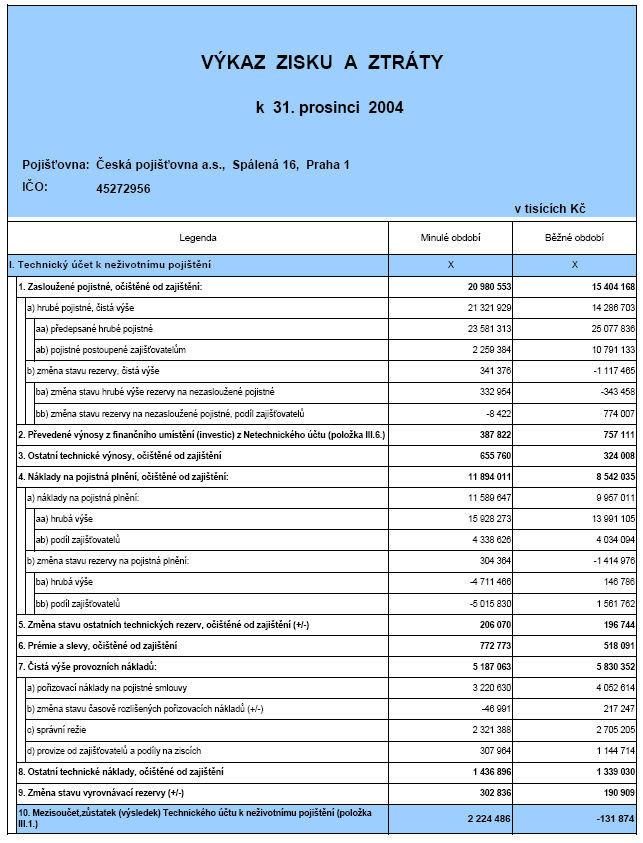 VÝKAZ ZISKU A ZTRÁTY
k 31. prosinci 2004
Pojišťovna: Česká pojišťovna a.s., Spálená 16, Praha 1
IČO: 45272956
v tisících Kč
Legenda Minulé období Běžné období
I. Technický účet k neživotnímu pojištění X X
1. Zasloužené pojistné, očištěné od zajištění: 20 980 553 15 404 168
a) hrubé pojistné, čistá výše 21 321 929 14 286 703
aa) předepsané hrubé pojistné 23 581 313 25 077 836
ab) pojistné postoupené zajišťovatelům 2 259 384 10 791 133
b) změna stavu rezervy, čistá výše 341 376 -1 117 465
ba) změna stavu hrubé výše rezervy na nezasloužené pojistné 332 954 -343 458
bb) změna stavu rezervy na nezasloužené pojistné, podíl zajišťovatelů -8 422 774 007
2. Převedené výnosy z finančního umístění (investic) z Netechnického účtu (položka III.6.) 387 822 757 111
3. Ostatní technické výnosy, očištěné od zajištění 655 760 324 008
4. Náklady na pojistná plnění, očištěné od zajištění: 11 894 011 8 542 035
a) náklady na pojistná plnění: 11 589 647 9 957 011
aa) hrubá výše 15 928 273 13 991 105
ab) podíl zajišťovatelů 4 338 626 4 034 094
b) změna stavu rezervy na pojistná plnění: 304 364 -1 414 976
ba) hrubá výše -4 711 466 146 786
bb) podíl zajišťovatelů -5 015 830 1 561 762
5. Změna stavu ostatních technických rezerv, očištěné od zajištění (+/-) 206 070 196 744
6. Prémie a slevy, očištěné od zajištění 772 773 518 091
7. Čistá výše provozních nákladů: 5 187 063 5 830 352
a) pořizovací náklady na pojistné smlouvy 3 220 630 4 052 614
b) změna stavu časově rozlišených pořizovacích nákladů (+/-) -46 991 217 247
c) správní režie 2 321 388 2 705 205
d) provize od zajišťovatelů a podíly na ziscích 307 964 1 144 714
8. Ostatní technické náklady, očištěné od zajištění 1 436 896 1 339 030
9. Změna stavu vyrovnávací rezervy (+/-) 302 836 190 909
10. Mezisoučet,zůstatek (výsledek) Technického účtu k neživotnímu pojištění (položka
III.1.) 2 224 486 -131 874